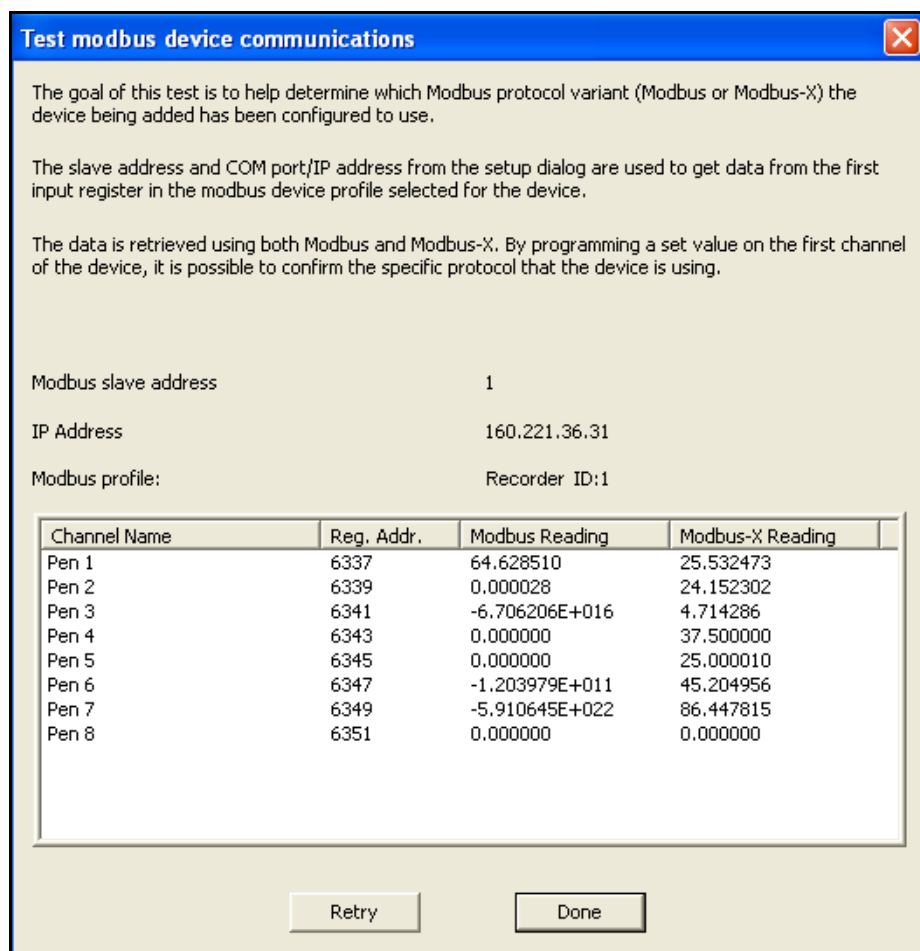 Test modbus device communications
The goal of this test is to help determine which Modbus protocol variant (Modbus or Modbus-X) the
device being added has been configured to use.
The slave address and COM port/IP address from the setup dialog are used to get data from the first
input register in the modbus device profile selected for the device.
The data is retrieved using both Modbus and Modbus-X. By programming a set value on the first channel
of the device, it is possible to confirm the specific protocol that the device is using.
Modbus slave address 1
IP Address 160.221.36.31
Modbus profile: Recorder ID:1
Channel Name Reg. Addr. Modbus Reading Modbus-X Reading
Pen 1 6337 64.628510 25.532473
Pen 2 6339 0.000028 24.152302
Pen 3 6341 -6.706206E+016 4.714286
Pen 4 6343 0.000000 37.500000
Pen 5 6345 0.000000 25.000010
Pen 6 6347 -1.203979E+011 45.204956
Pen 7 6349 -5.910645E+022 86.447815
Pen 8 6351 0.000000 0.000000
Retry Done